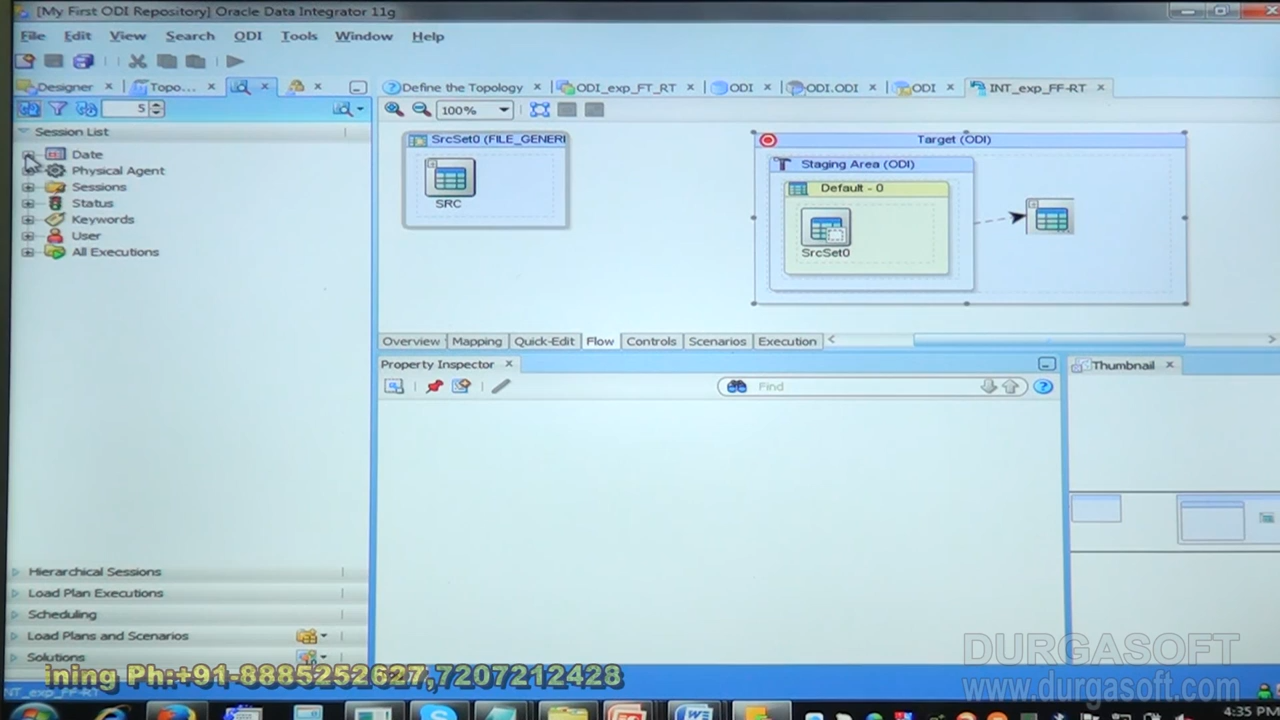 [My First ODI Repository] Oracle Data Integrator 11g
File Edit View Search ODI Tools Window Help
Designer Topo... Define the Topology ODI_exp_FT_RT ODI ODI.ODI ODI INT_exp_FF-RT
5
100%
Session List
Date
Physical Agent
Sessions
Status
Keywords
User
All Executions
Hierarchical Sessions
Load Plan Executions
Scheduling
Load Plans and Scenarios
Solutions
SrcSet0 (FILE_GENERI
SRC
Target (ODI)
Staging Area (ODI)
Default - 0
SrcSet0
Overview Mapping Quick-Edit Flow Controls Scenarios Execution
Property Inspector
Find
Thumbnail
ining Ph:+91-8885252627,7207212428
INT_exp_FF-RT
DURGASOFT
www.durgasoft.com
4:35 PM